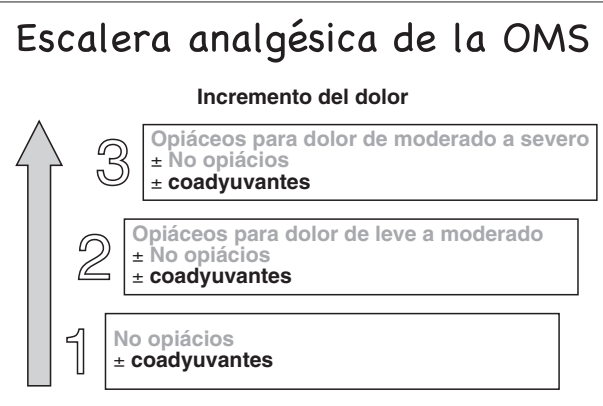 Escalera analgésica de la OMS
Incremento del dolor
3
Opiáceos para dolor de moderado a severo
± No opiácios
± coadyuvantes
2
Opiáceos para dolor de leve a moderado
± No opiácios
± coadyuvantes
1
No opiácios
± coadyuvantes